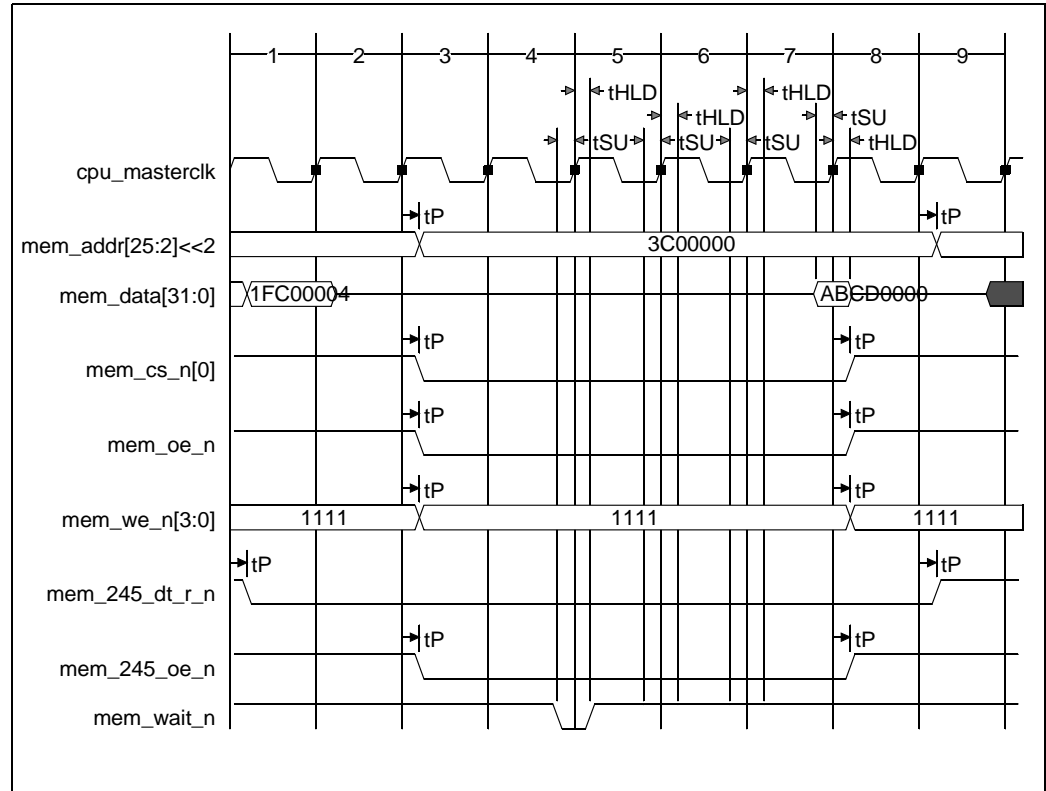 1 2 3 4 5 6 7 8 9
tHLD tHLD
tHLD tSU
tSU tSU tSU tHLD
cpu_masterclk
tP tP
mem_addr[25:2]<<2 3C00000
mem_data[31:0] 1FC00004 ABCD0000
tP tP
mem_cs_n[0]
tP tP
mem_oe_n
tP tP
mem_we_n[3:0] 1111 1111 1111
tP tP
mem_245_dt_r_n
tP tP
mem_245_oe_n
mem_wait_n